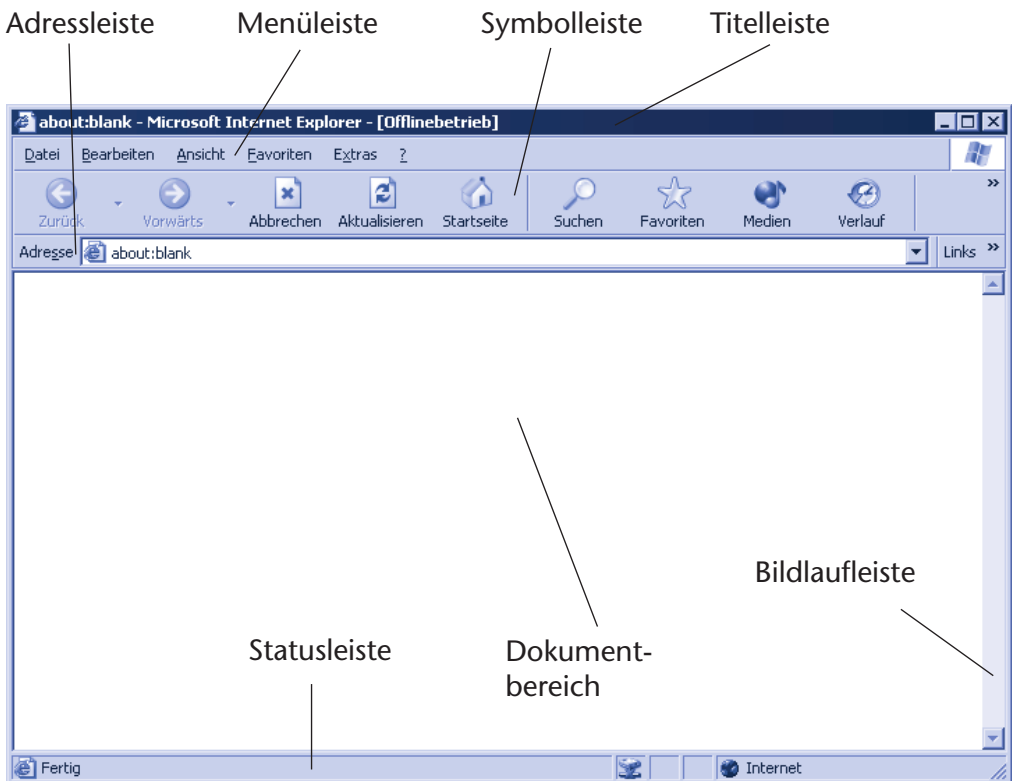 Adressleiste Menüleiste Symbolleiste Titelleiste
about:blank - Microsoft Internet Explorer - [Offlinebetrieb]
Datei Bearbeiten Ansicht Favoriten Extras ?
Zurück Vorwärts Abbrechen Aktualisieren Startseite Suchen Favoriten Medien Verlauf »
Adresse about:blank Links »
Bildlaufleiste
Statusleiste Dokument-
bereich
Fertig Internet